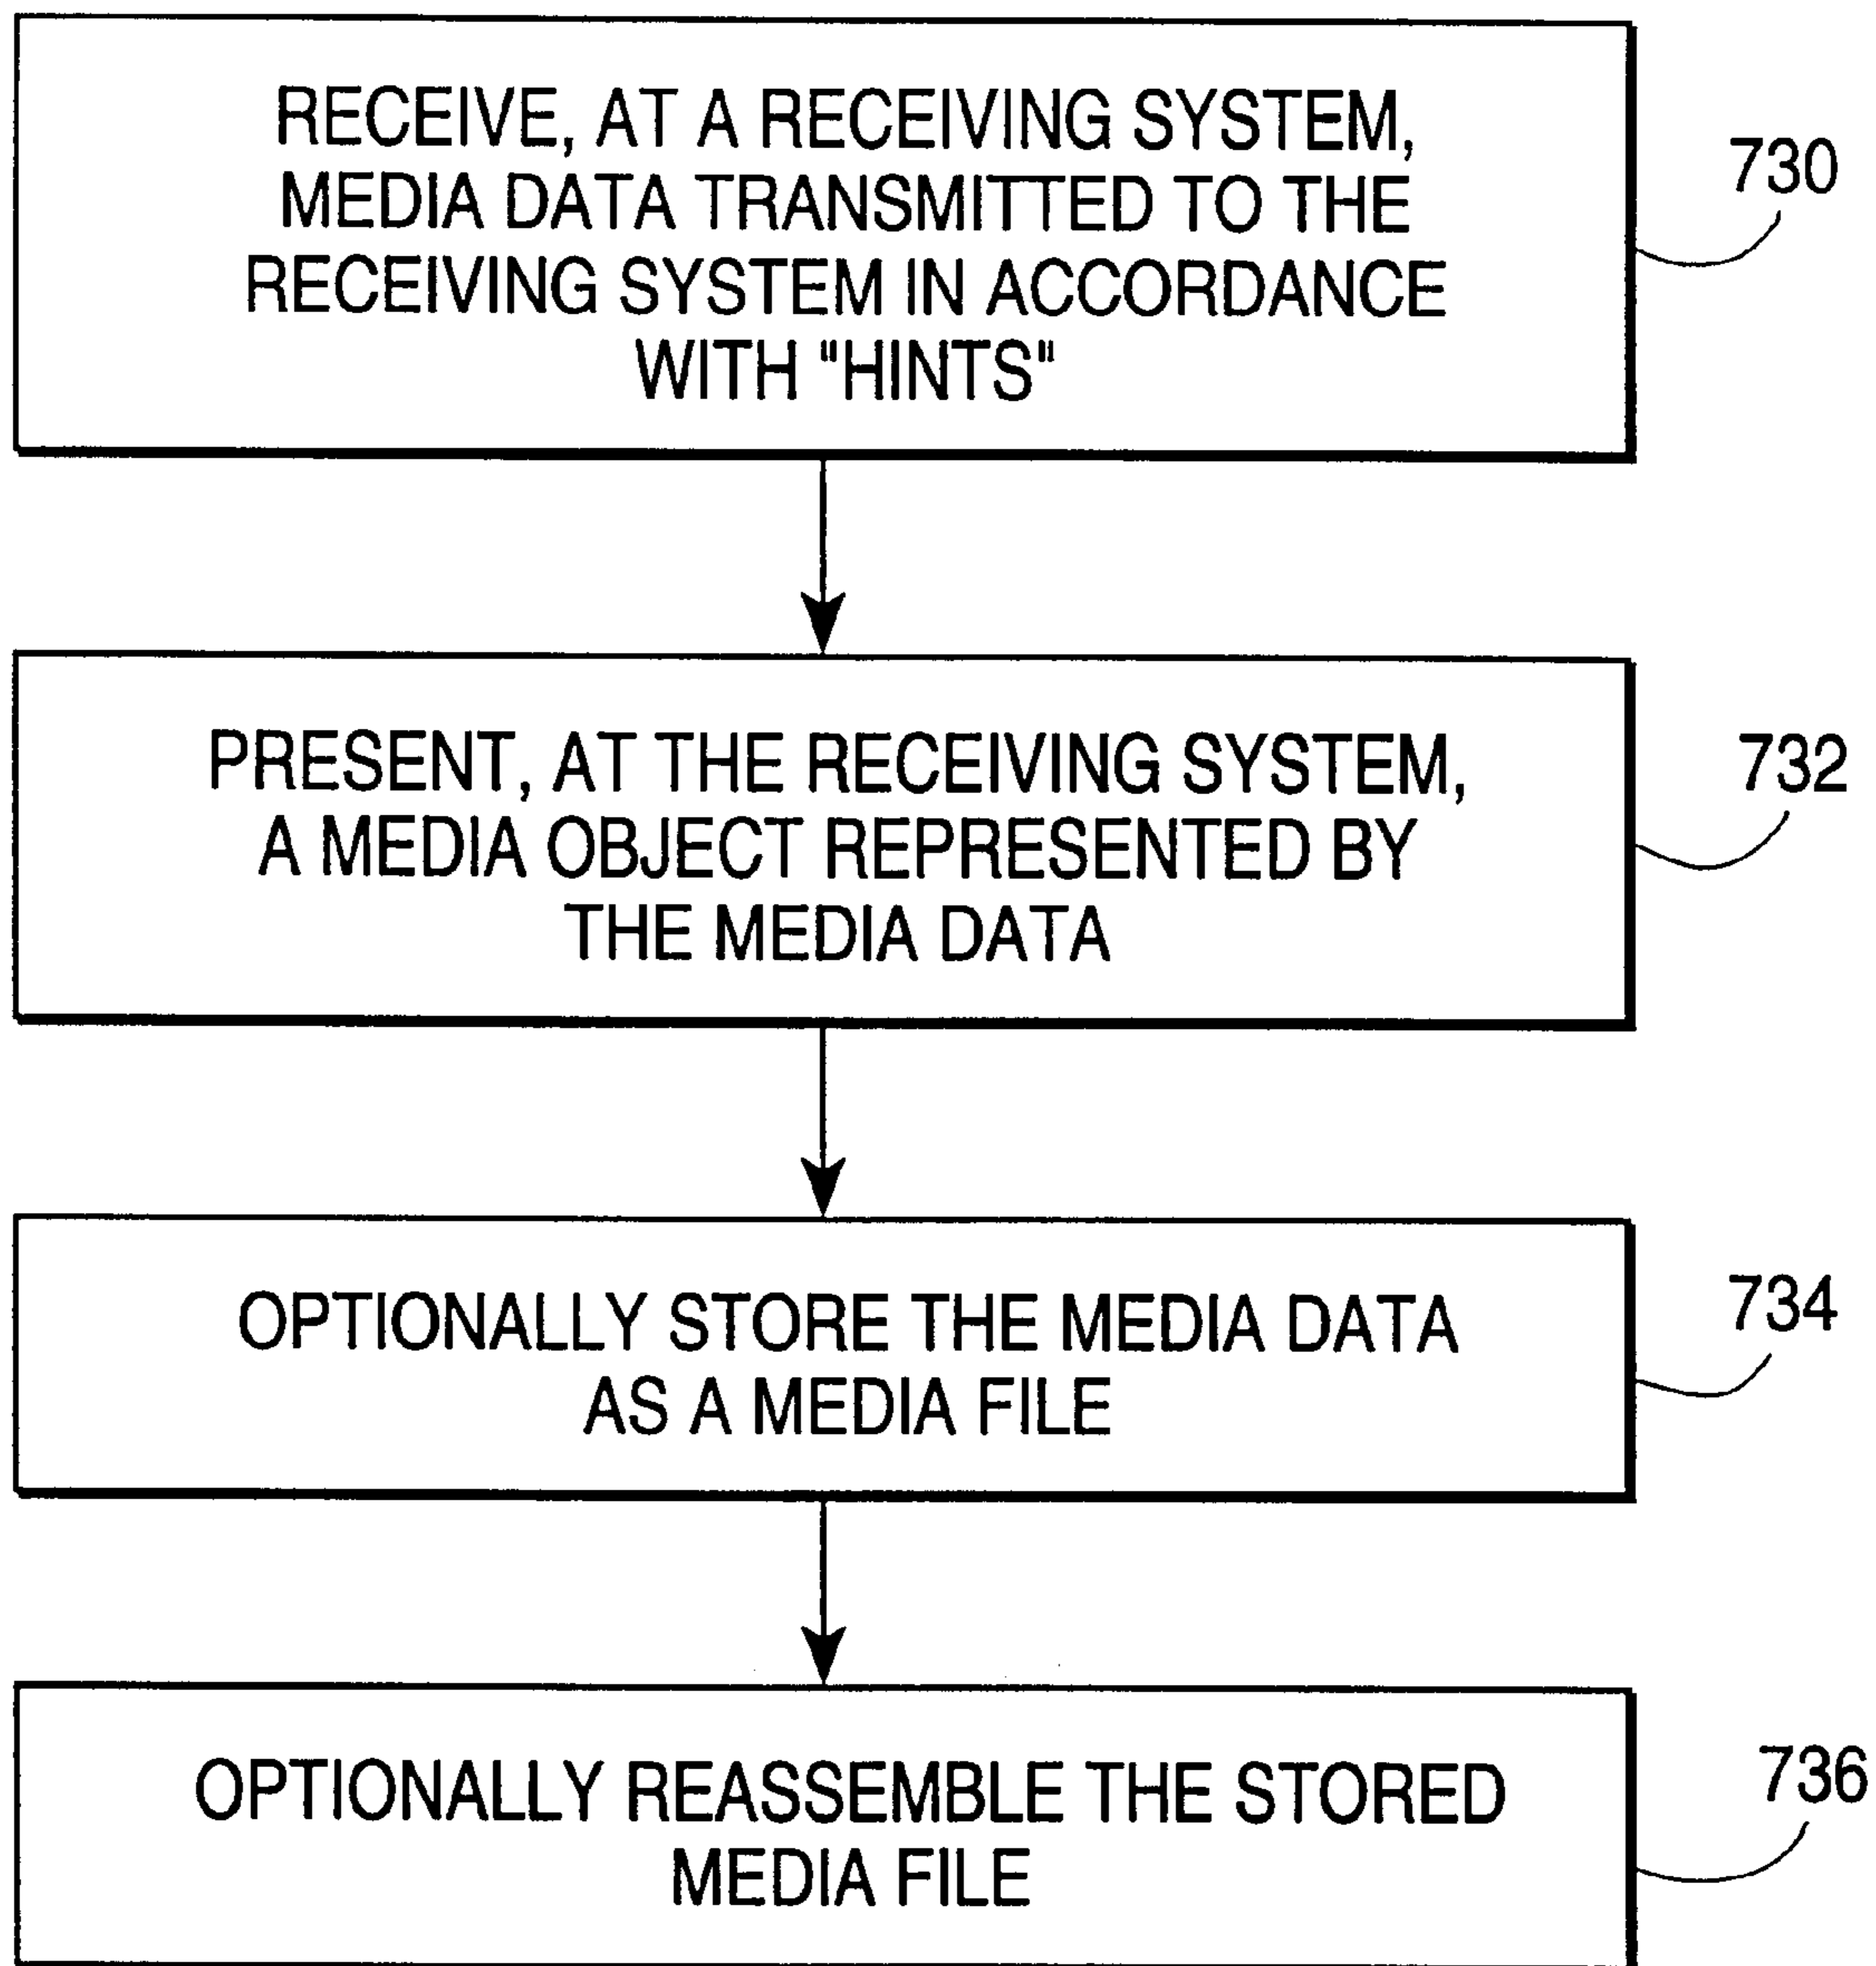 RECEIVE, AT A RECEIVING SYSTEM,
MEDIA DATA TRANSMITTED TO THE
RECEIVING SYSTEM IN ACCORDANCE
WITH "HINTS"
730
PRESENT, AT THE RECEIVING SYSTEM,
A MEDIA OBJECT REPRESENTED BY
THE MEDIA DATA
732
OPTIONALLY STORE THE MEDIA DATA
AS A MEDIA FILE
734
OPTIONALLY REASSEMBLE THE STORED
MEDIA FILE
736